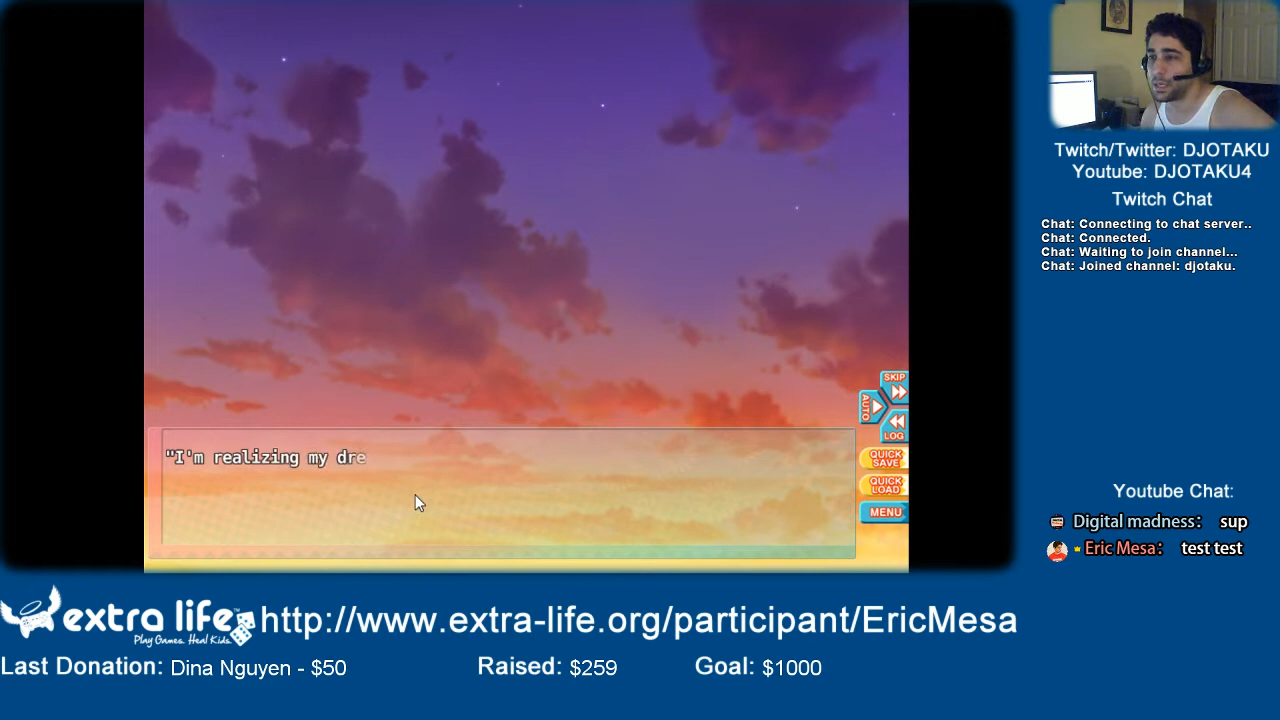 Twitch/Twitter: DJOTAKU
Youtube: DJOTAKU4
Twitch Chat
Chat: Connecting to chat server..
Chat: Connected.
Chat: Waiting to join channel...
Chat: Joined channel: djotaku.
SKIP
AUTO
LOG
QUICK
SAVE
QUICK
LOAD
MENU
"I'm realizing my dre
Youtube Chat:
Digital madness: sup
Eric Mesa: test test
extra life
Play Games. Heal Kids.
http://www.extra-life.org/participant/EricMesa
Last Donation: Dina Nguyen - $50
Raised: $259
Goal: $1000